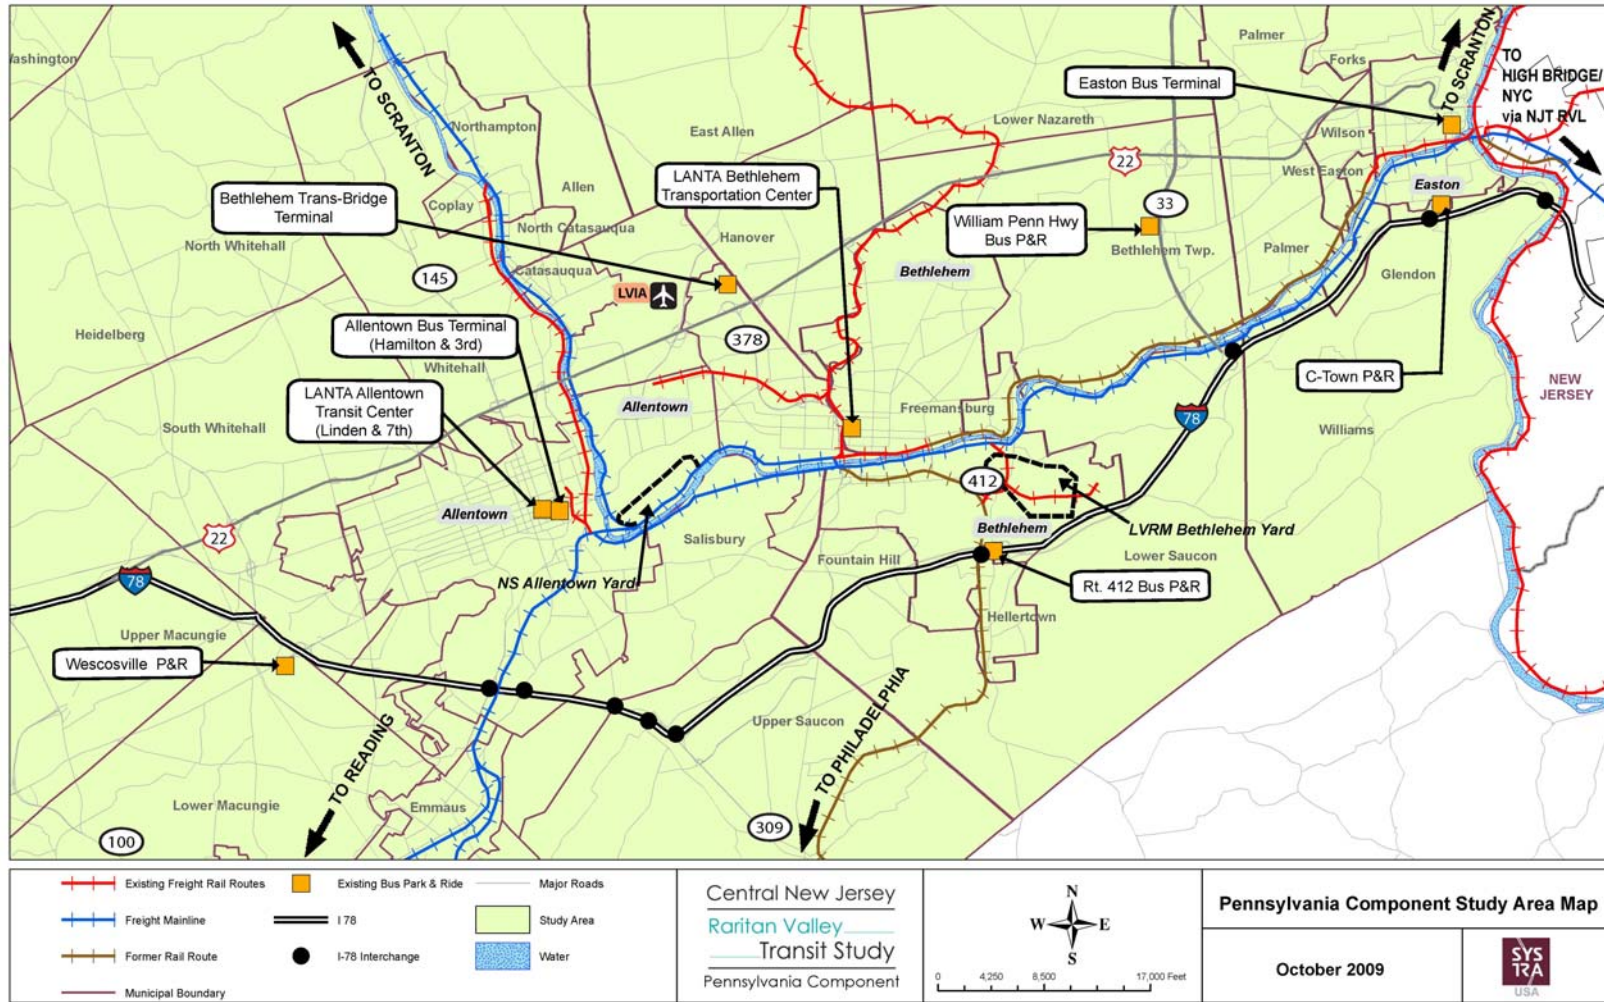 TO SCRANTON
TO SCRANTON
TO
HIGH BRIDGE/
NYC
via NJT RVL
Palmer
Forks
Easton Bus Terminal
Northampton
East Allen
Lower Nazareth
Wilson
22
West Easton
LANTA Bethlehem
Transportation Center
Allen
Bethlehem Trans-Bridge
Terminal
Coplay
Easton
33
William Penn Hwy
Bus P&R
North Catasauqua
Hanover
North Whitehall
Bethlehem Twp.
Palmer
Catasauqua
Bethlehem
Glendon
145
LVIA
Heidelberg
Allentown Bus Terminal
(Hamilton & 3rd)
378
Whitehall
C-Town P&R
NEW
JERSEY
LANTA Allentown
Transit Center
(Linden & 7th)
Allentown
Freemansburg
78
South Whitehall
Williams
412
Allentown
Bethlehem
LVRM Bethlehem Yard
22
Salisbury
Fountain Hill
Lower Saucon
78
NS Allentown Yard
Rt. 412 Bus P&R
Hellertown
Upper Macungie
Wescosville P&R
Upper Saucon
TO READING
TO PHILADELPHIA
Lower Macungie
Emmaus
100
309
Existing Freight Rail Routes
Existing Bus Park & Ride
Major Roads
Freight Mainline
I 78
Study Area
Former Rail Route
I-78 Interchange
Water
Municipal Boundary
Central New Jersey
Raritan Valley
Transit Study
Pennsylvania Component
N
W E
S
0 4,250 8,500 17,000 Feet
Pennsylvania Component Study Area Map
October 2009
SYS
TRA
USA